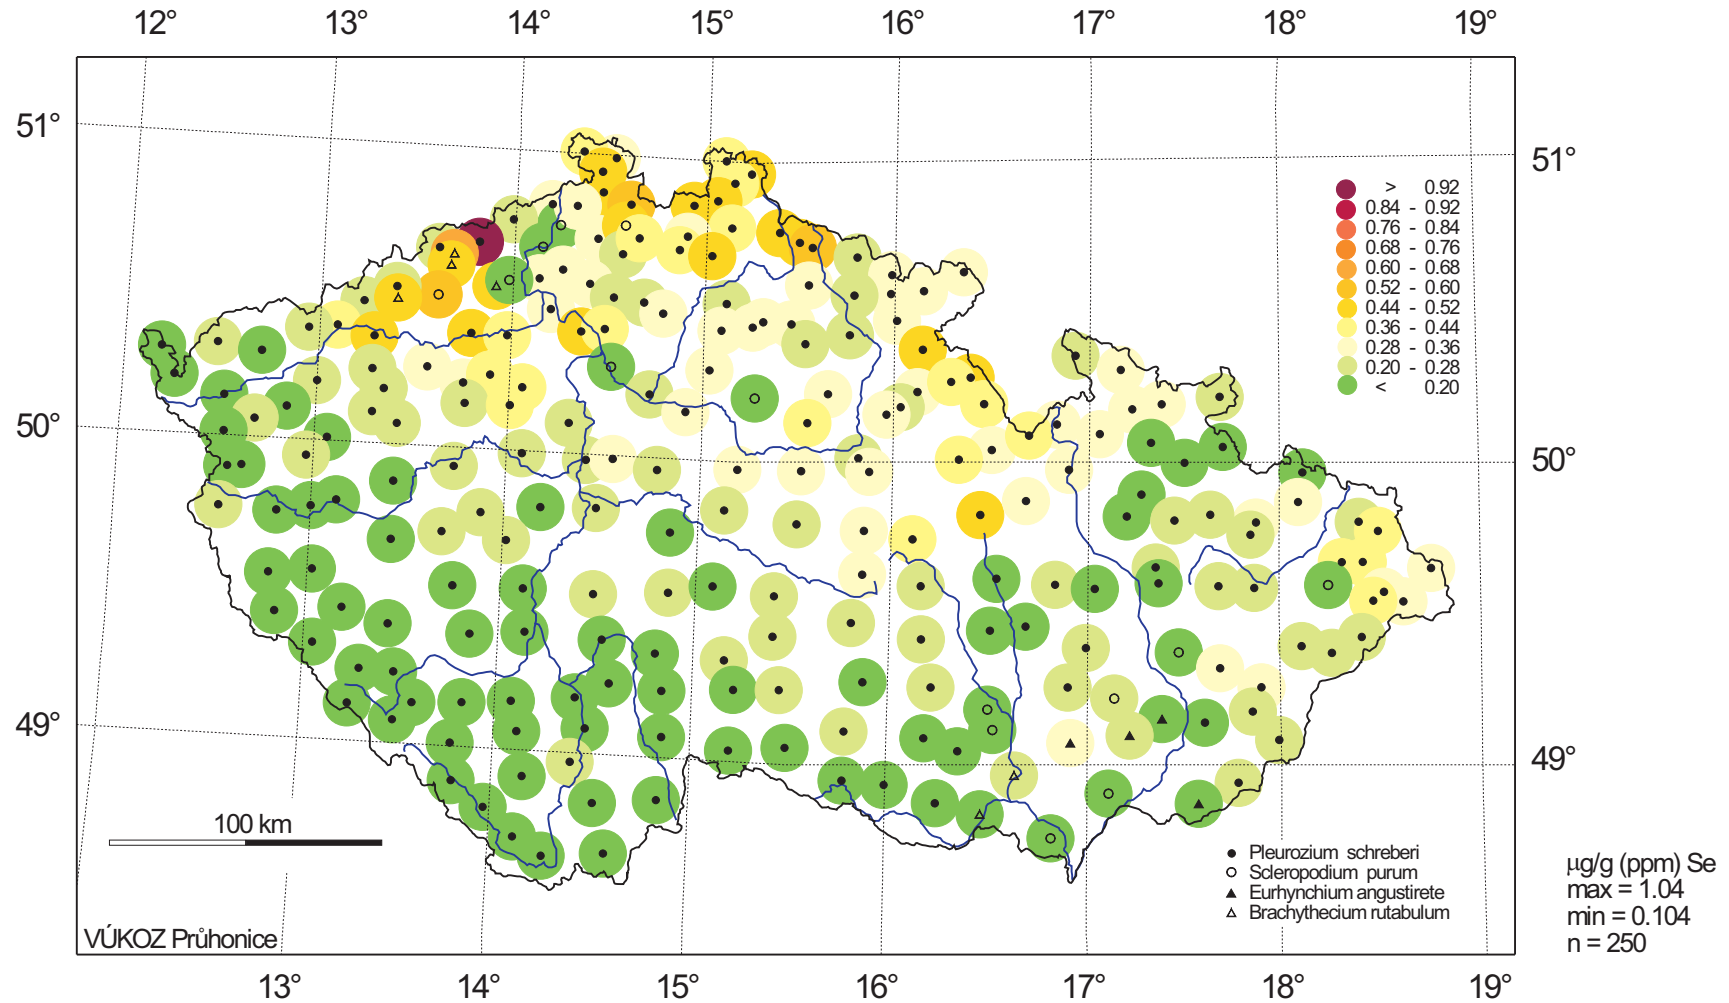 12° 13° 14° 15° 16° 17° 18° 19°
51° 51°
> 0.92
0.84 - 0.92
0.76 - 0.84
0.68 - 0.76
0.60 - 0.68
0.52 - 0.60
0.44 - 0.52
0.36 - 0.44
0.28 - 0.36
0.20 - 0.28
< 0.20
50° 50°
49° 49°
100 km
Pleurozium schreberi
Scleropodium purum
Eurhynchium angustirete
Brachythecium rutabulum
µg/g (ppm) Se
max = 1.04
min = 0.104
n = 250
VÚKOZ Průhonice
13° 14° 15° 16° 17° 18° 19°